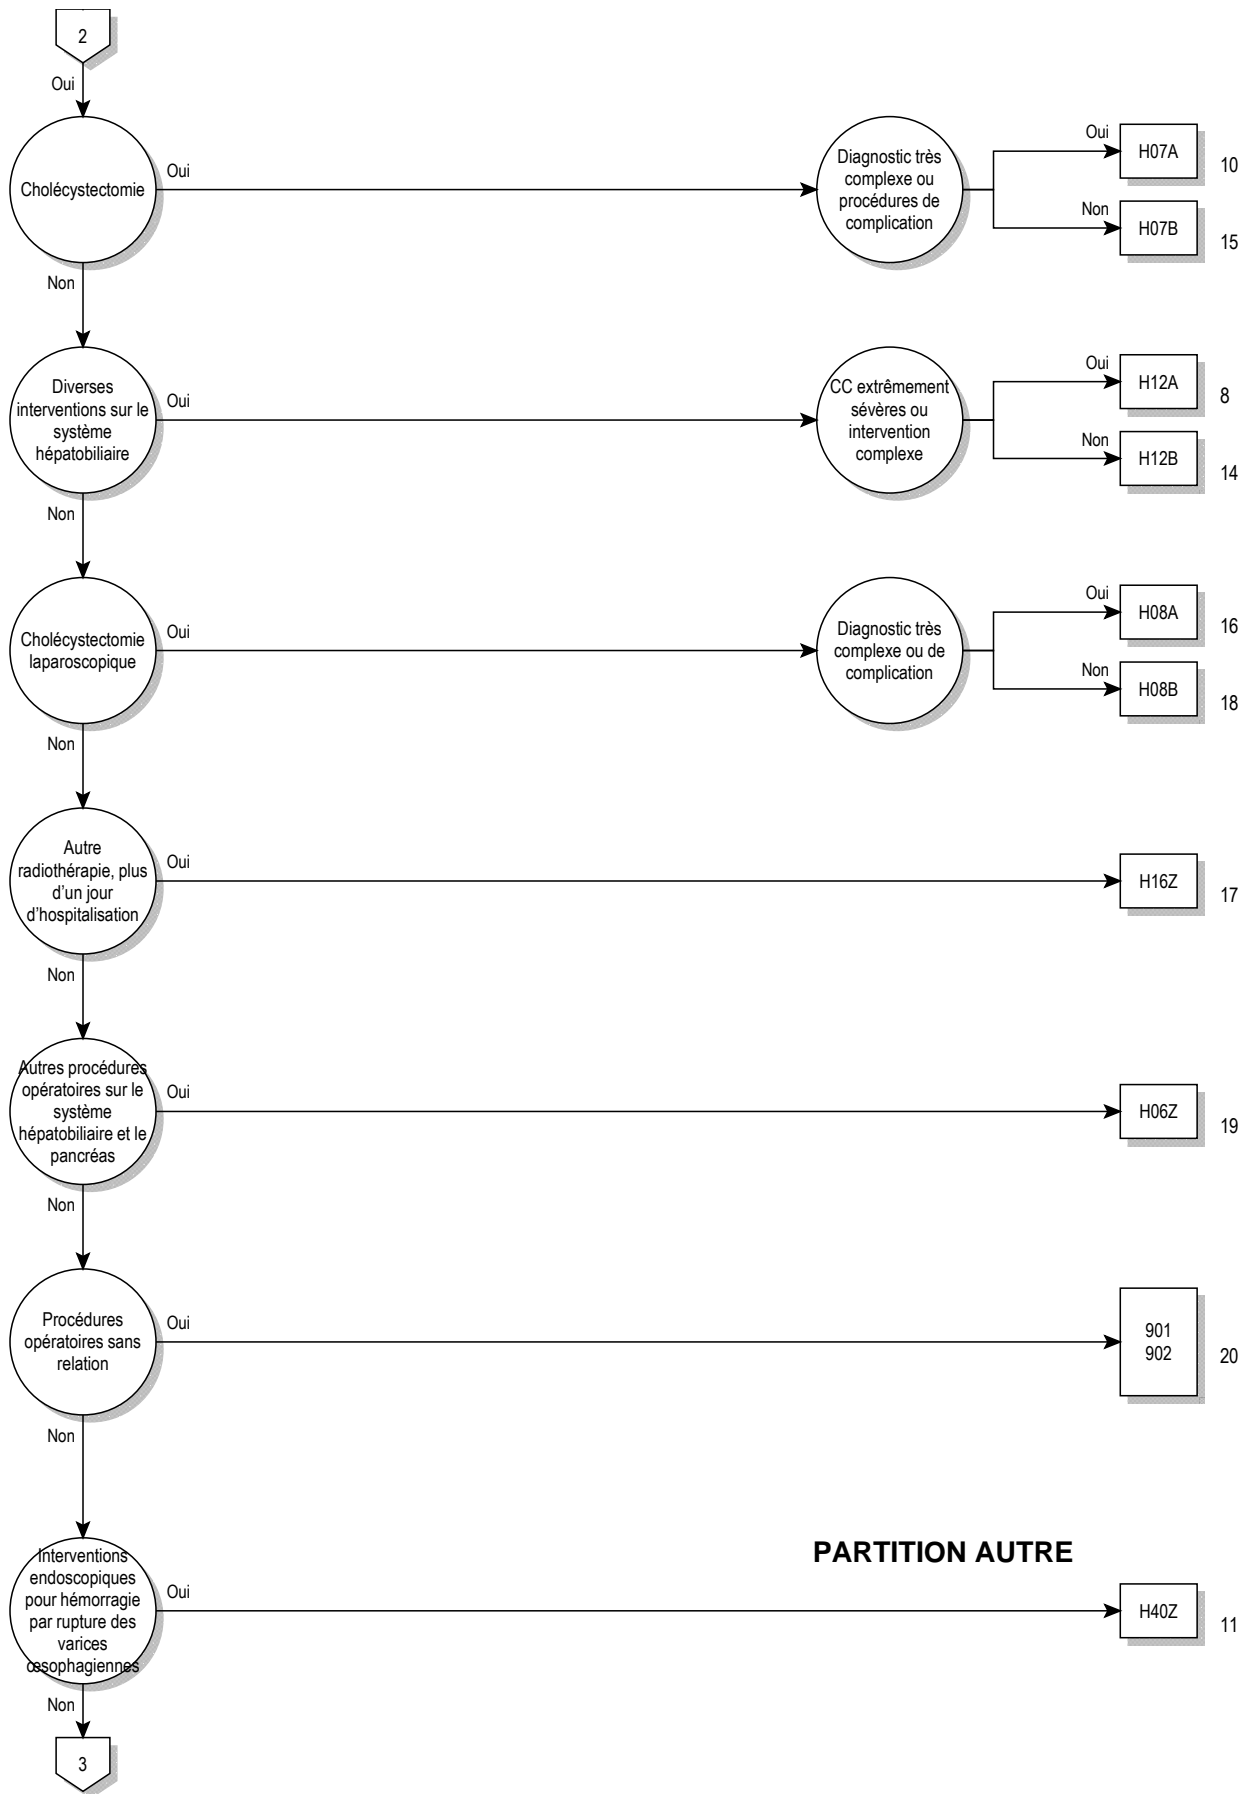 2
Oui
Cholécystectomie
Oui
Diagnostic très
complexe ou
procédures de
complication
Oui
H07A
10
Non
H07B
15
Non
Diverses
interventions sur le
système
hépatobiliaire
Oui
CC extrêmement
sévères ou
intervention
complexe
Oui
H12A
8
Non
H12B
14
Non
Cholécystectomie
laparoscopique
Oui
Diagnostic très
complexe ou de
complication
Oui
H08A
16
Non
H08B
18
Non
Autre
radiothérapie, plus
d'un jour
d'hospitalisation
Oui
H16Z
17
Non
Autres procédures
opératoires sur le
système
hépatobiliaire et le
pancréas
Oui
H06Z
19
Non
Procédures
opératoires sans
relation
Oui
901
902
20
Non
PARTITION AUTRE
Interventions
endoscopiques
pour hémorragie
par rupture des
varices
œsophagiennes
Oui
H40Z
11
Non
3